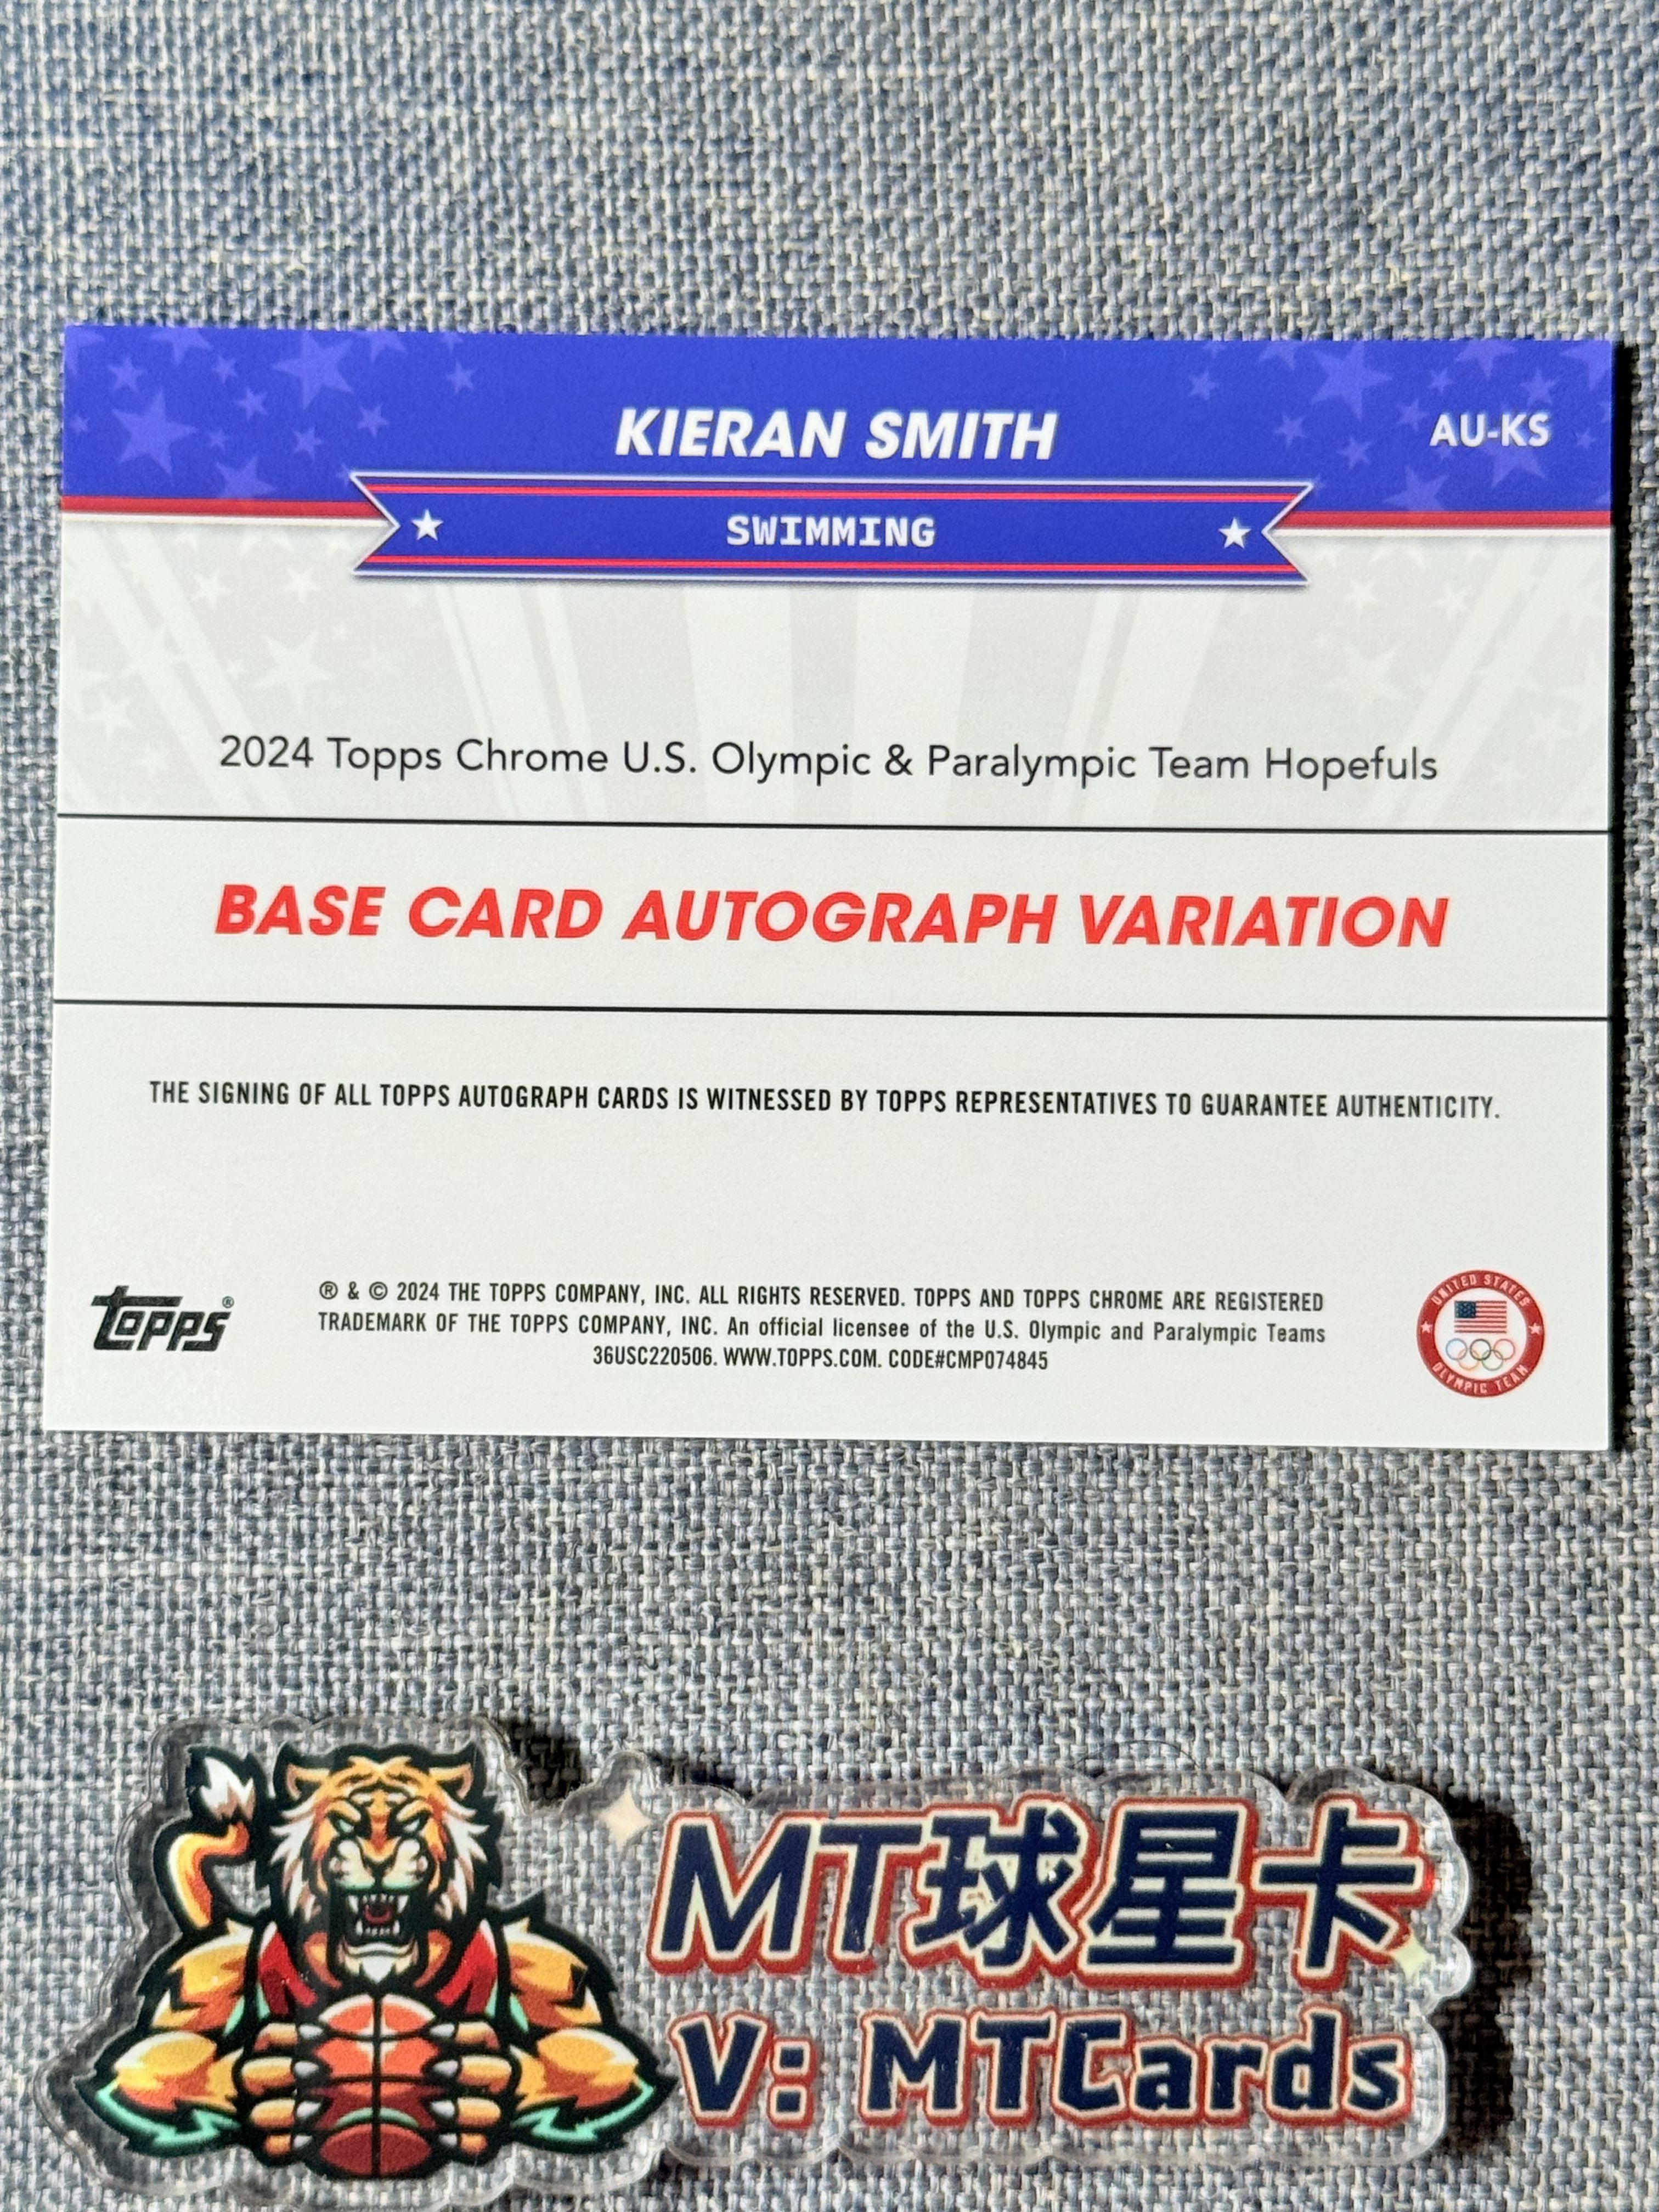 KIERAN SMITH
AU-KS
SWIMMING
2024 Topps Chrome U.S. Olympic & Paralympic Team Hopefuls
BASE CARD AUTOGRAPH VARIATION
THE SIGNING OF ALL TOPPS AUTOGRAPH CARDS IS WITNESSED BY TOPPS REPRESENTATIVES TO GUARANTEE AUTHENTICITY.
topps®
® & © 2024 THE TOPPS COMPANY, INC. ALL RIGHTS RESERVED. TOPPS AND TOPPS CHROME ARE REGISTERED
TRADEMARK OF THE TOPPS COMPANY, INC. An official licensee of the U.S. Olympic and Paralympic Teams
36USC220506. WWW.TOPPS.COM. CODE#CMP074845
UNITED STATES
OLYMPIC TEAM
MT球星卡
V: MTCards